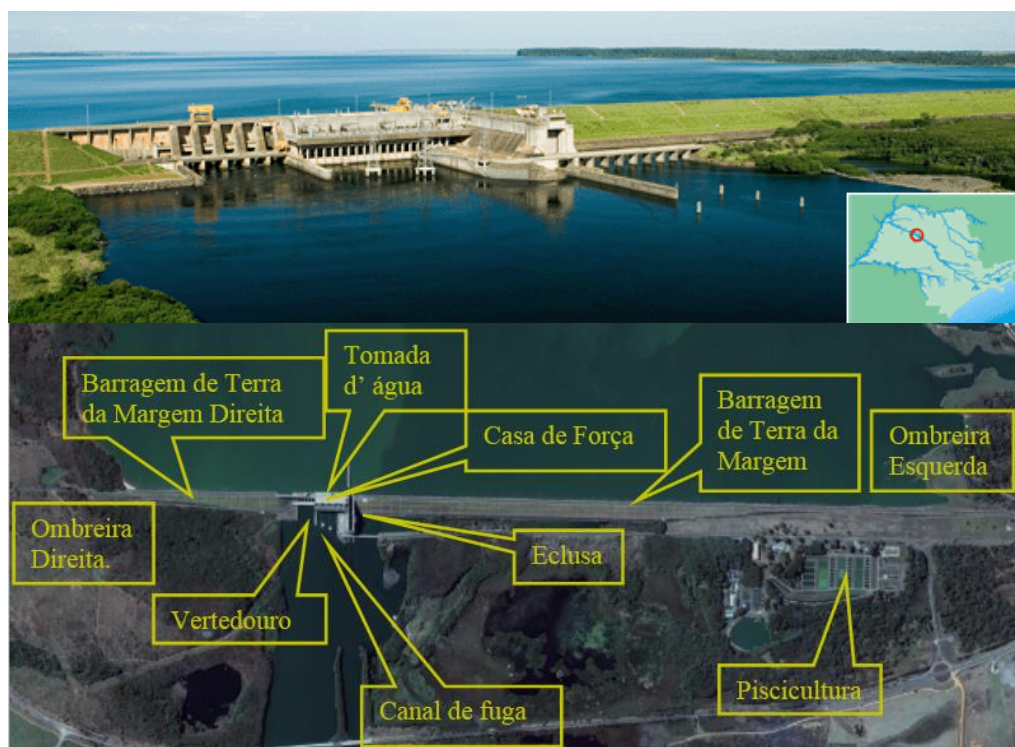 Barragem de Terra
da Margem Direita
Tomada
d’ água
Casa de Força
Barragem
de Terra da
Margem
Ombreira
Esquerda
Ombreira
Direita.
Vertedouro
Eclusa
Canal de fuga
Piscicultura